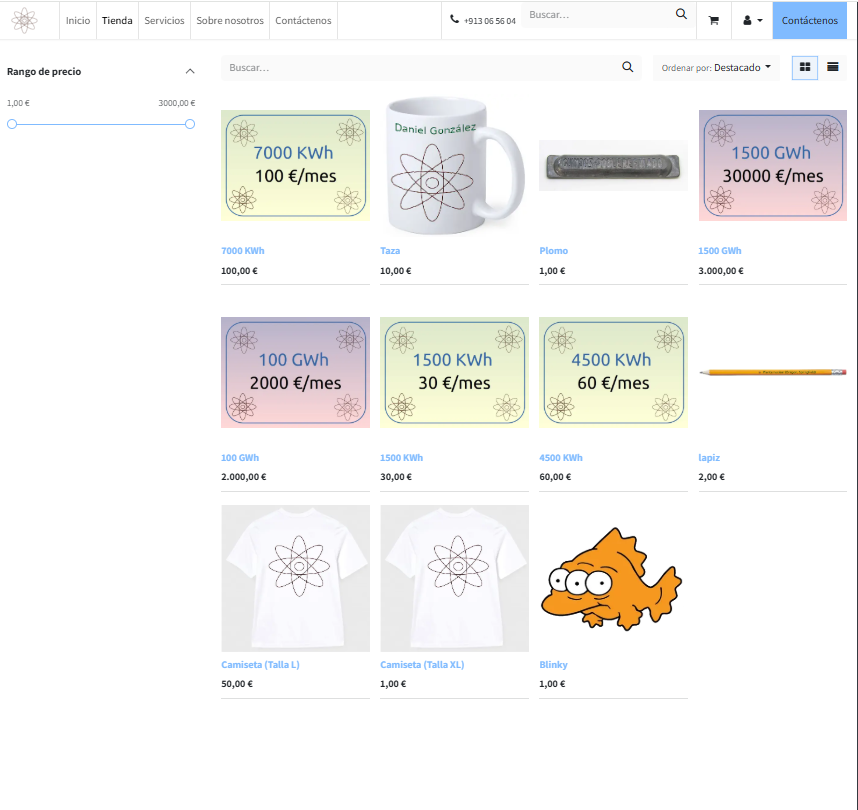 Inicio
Tienda
Servicios
Sobre nosotros
Contáctenos
+913 06 56 04
Buscar...
Contáctenos
Rango de precio
1,00 €
3000,00 €
Buscar...
Ordenar por: Destacado
7000 KWh
100 €/mes
7000 KWh
100,00 €
Daniel González
Taza
10,00 €
Plomo
1,00 €
1500 GWh
30000 €/mes
1500 GWh
3.000,00 €
100 GWh
2000 €/mes
100 GWh
2.000,00 €
1500 KWh
30 €/mes
1500 KWh
30,00 €
4500 KWh
60 €/mes
4500 KWh
60,00 €
lapiz
2,00 €
Camiseta (Talla L)
50,00 €
Camiseta (Talla XL)
1,00 €
Blinky
1,00 €